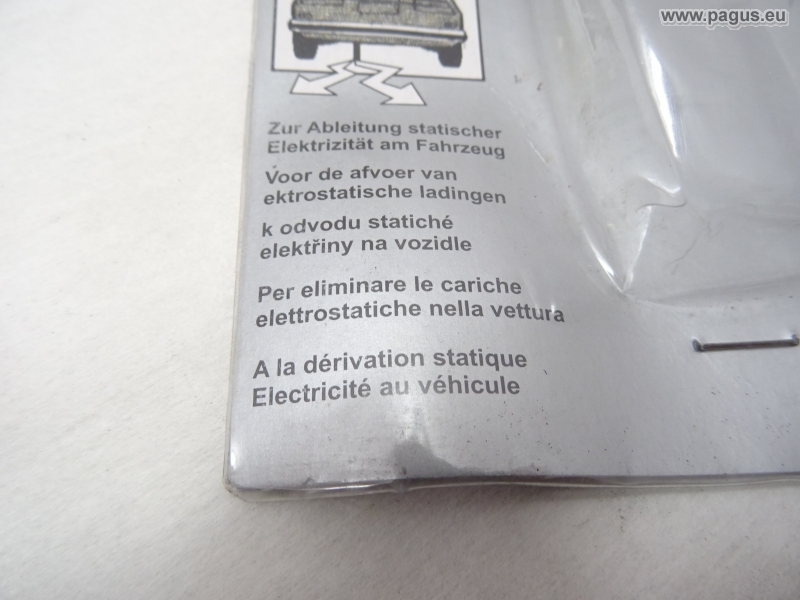 www.pagus.eu
Zur Ableitung statischer
Elektrizität am Fahrzeug
Voor de afvoer van
ektrostatische ladingen
k odvodu statiché
elektřiny na vozidle
Per eliminare le cariche
elettrostatiche nella vettura
A la dérivation statique
Electricité au véhicule